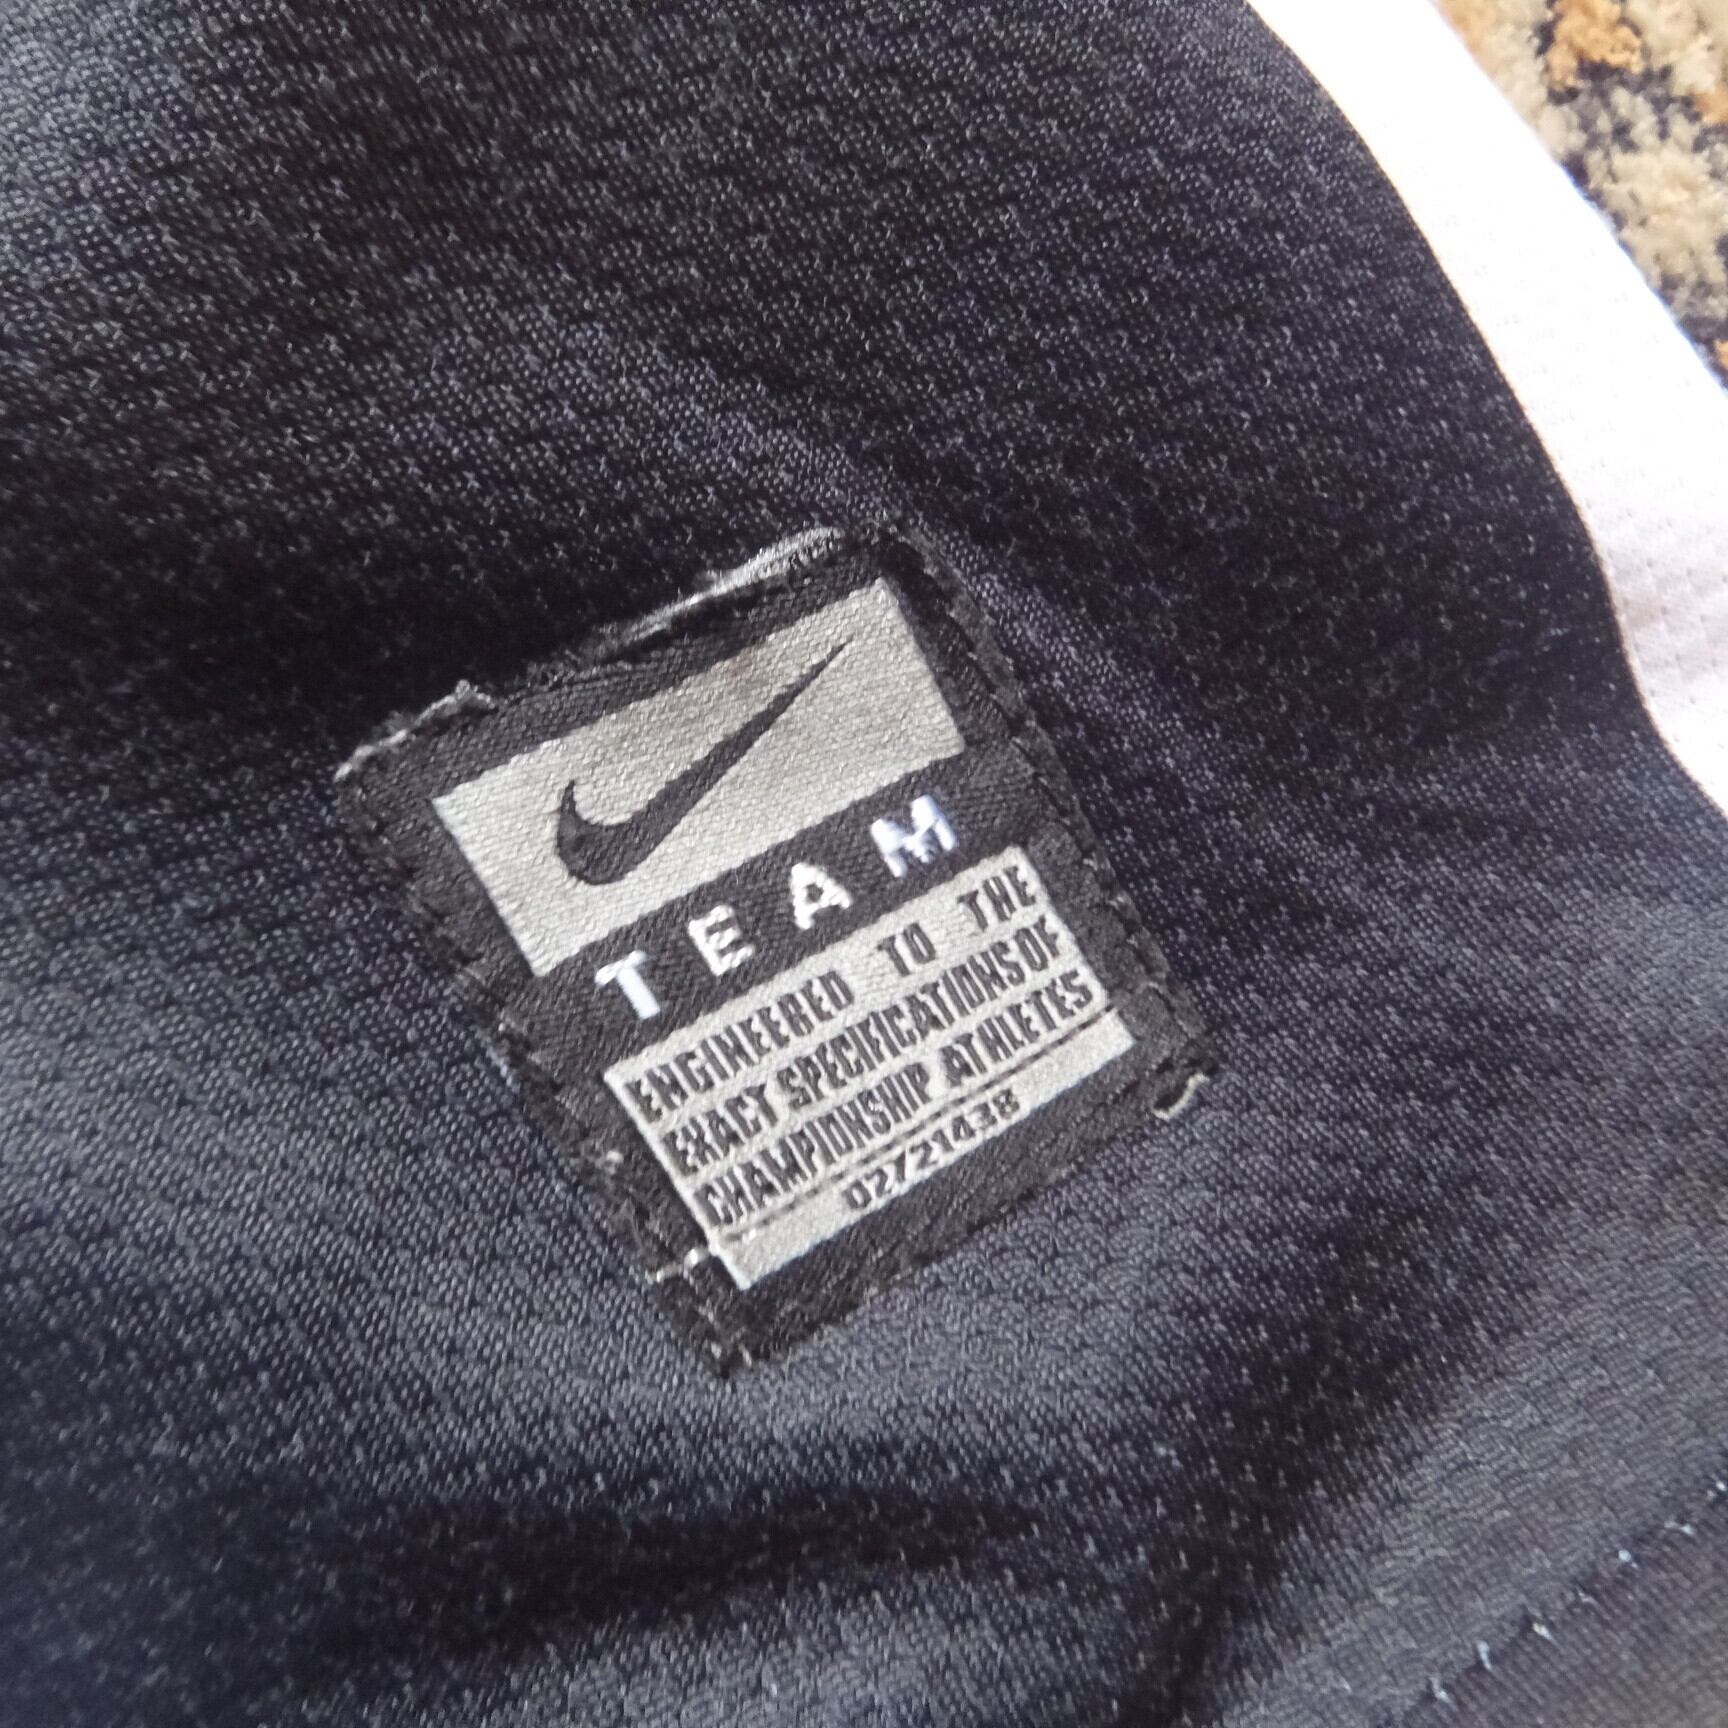 TEAM
ENGINEERED TO THE
EXACT SPECIFICATIONS OF
CHAMPIONSHIP ATHLETES
02/21438